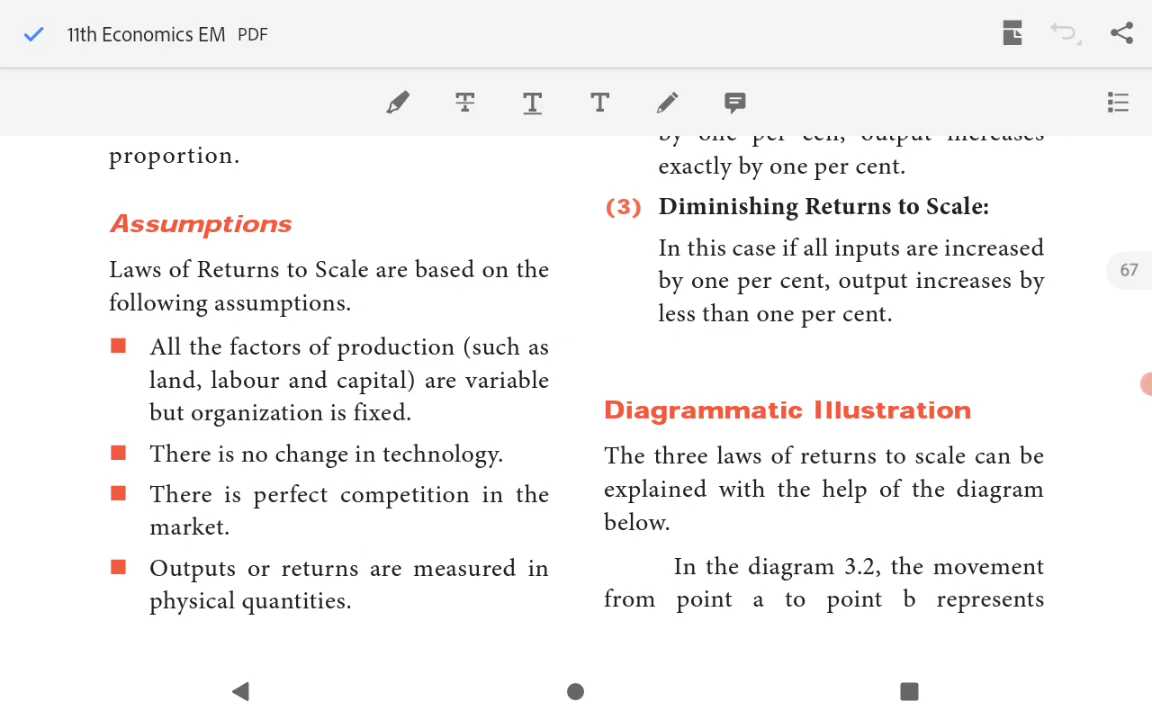 11th Economics EM PDF
proportion.
Assumptions
Laws of Returns to Scale are based on the
following assumptions.
All the factors of production (such as
land, labour and capital) are variable
but organization is fixed.
There is no change in technology.
There is perfect competition in the
market.
Outputs or returns are measured in
physical quantities.
by one per cen, output increases
exactly by one per cent.
(3) Diminishing Returns to Scale:
In this case if all inputs are increased
by one per cent, output increases by
less than one per cent.
Diagrammatic Illustration
The three laws of returns to scale can be
explained with the help of the diagram
below.
In the diagram 3.2, the movement
from point a to point b represents
67